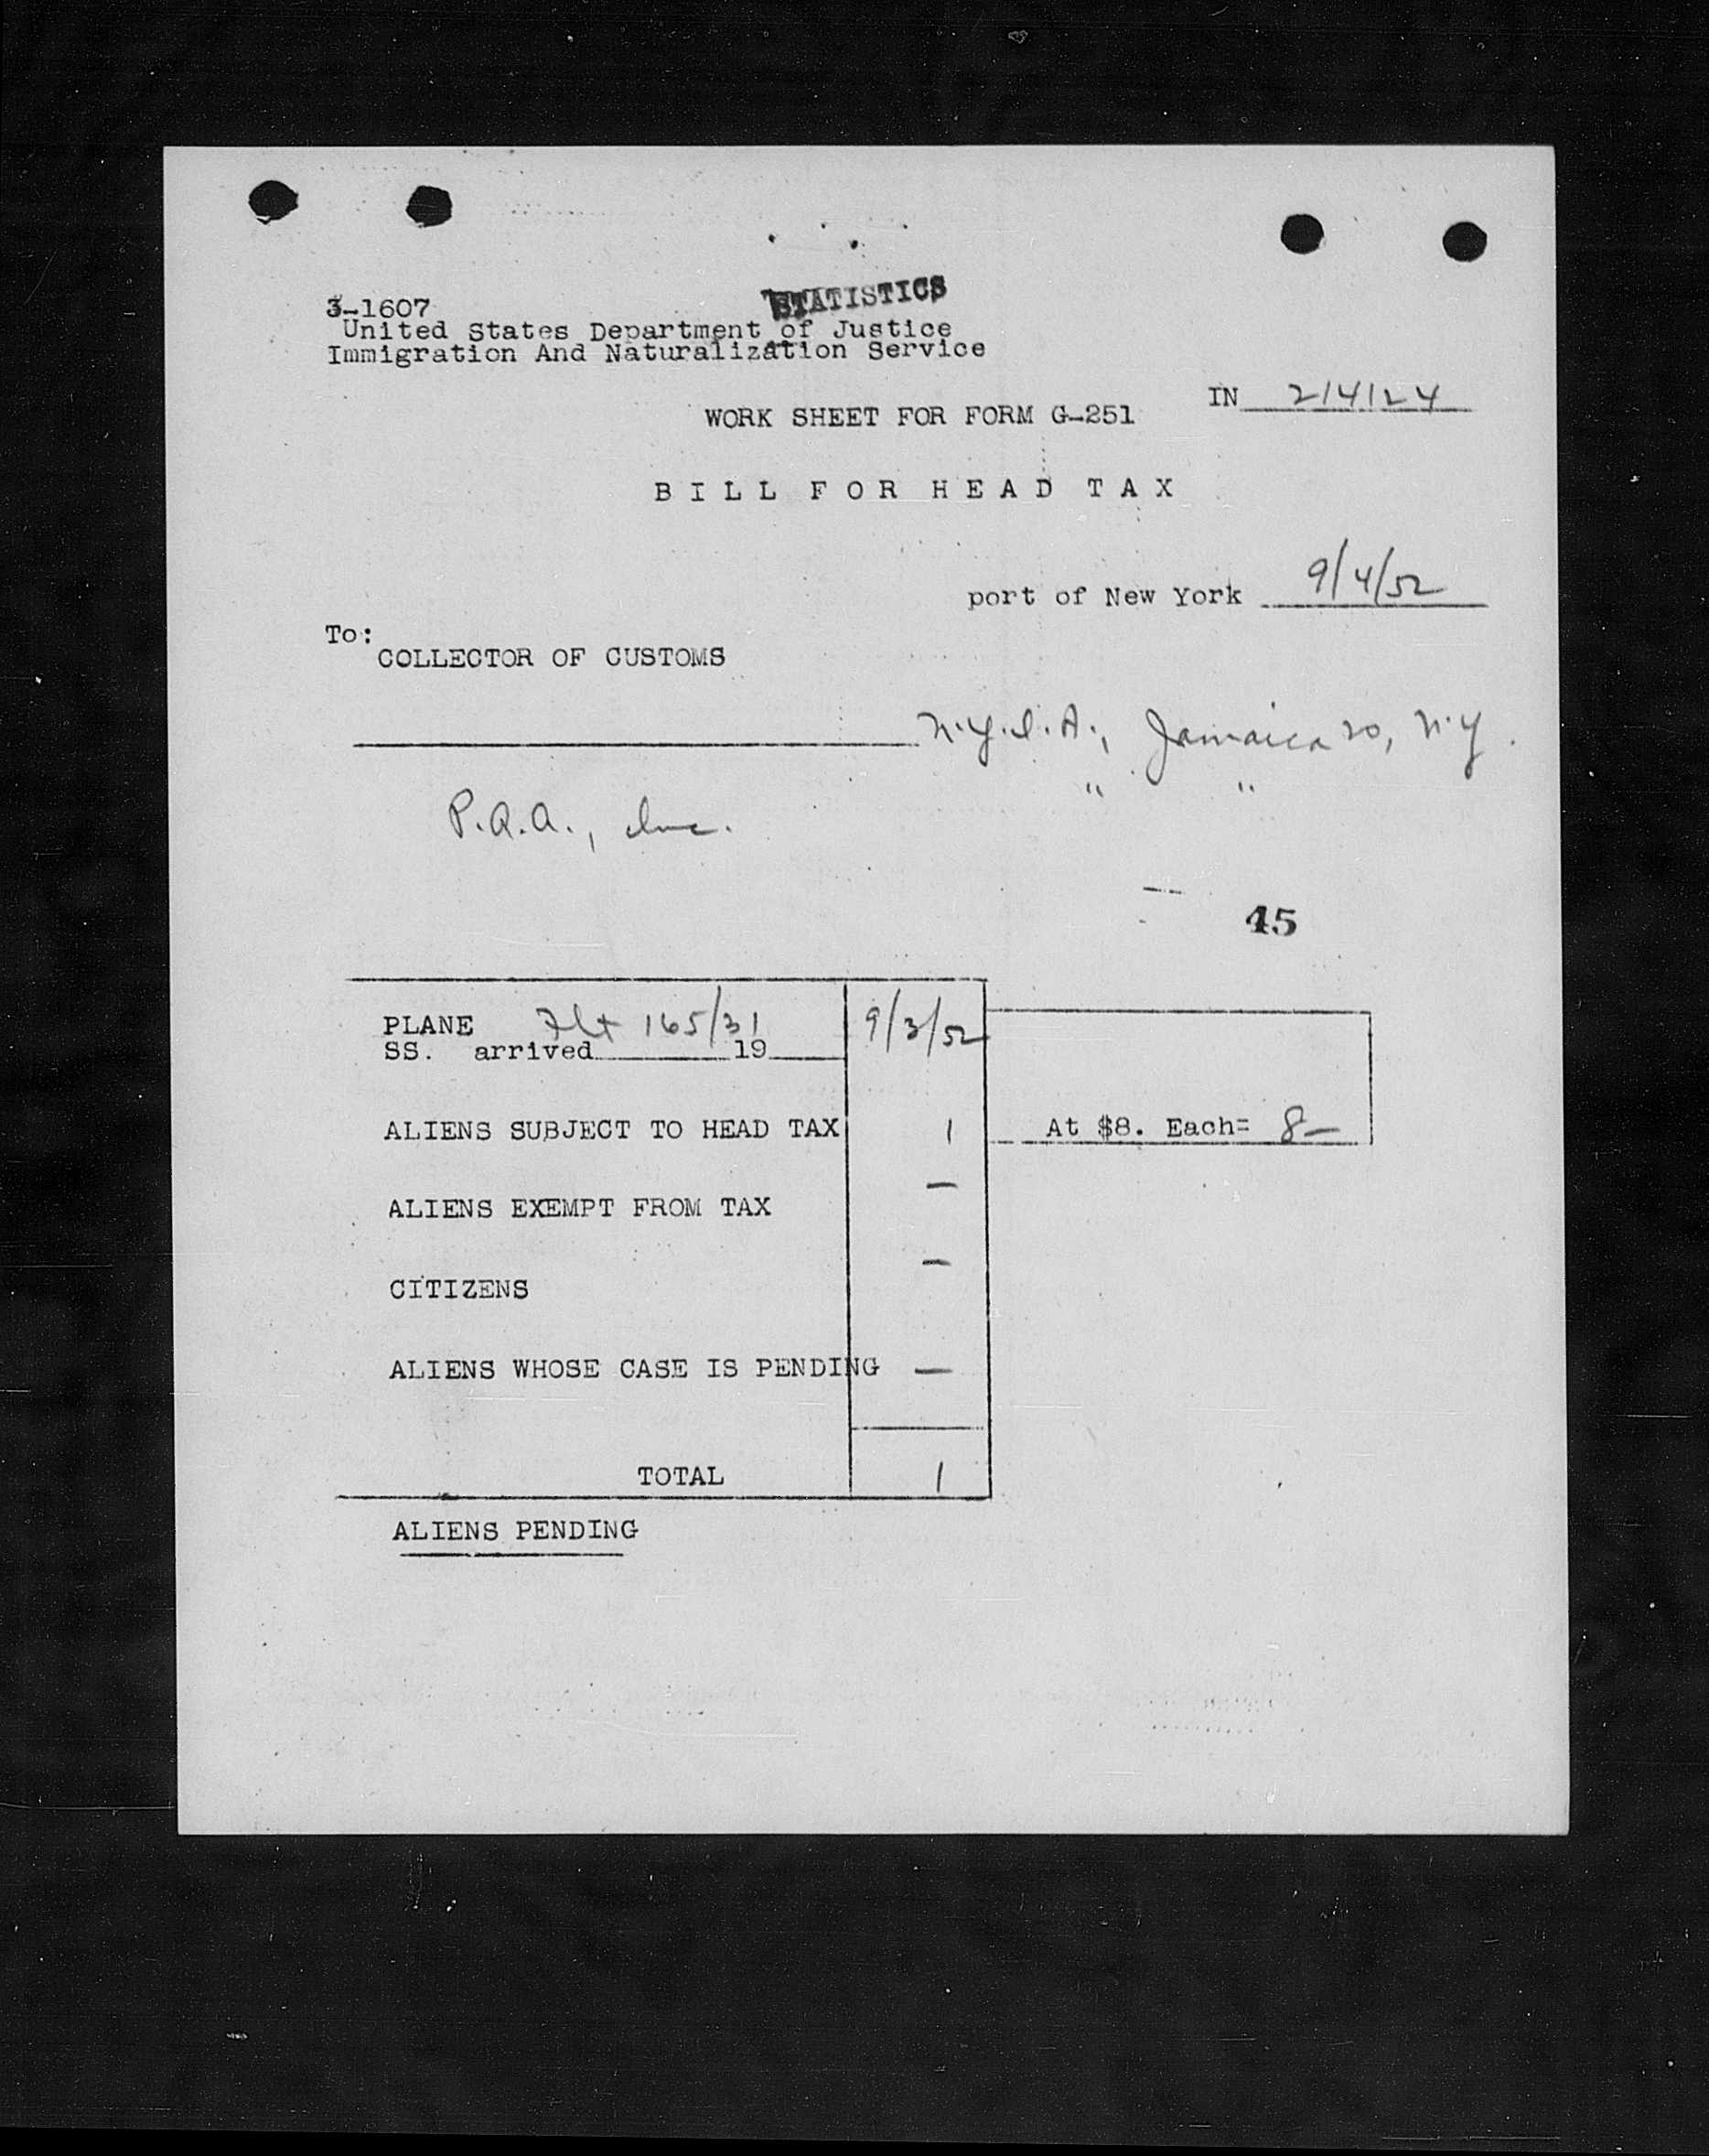 STATISTICS
3-1607
United States Department of Justice
Immigration And Naturalization Service
IN 214124
WORK SHEET FOR FORM G-251
BILL FOR HEAD TAX
port of New York 9/4/52
To:
COLLECTOR OF CUSTOMS
N.Y.I.A., Jamaica 20, N.Y.
" "
P.A.A., Inc.
45
PLANE Flt 165/31 9/3/52
SS. arrived 19
ALIENS SUBJECT TO HEAD TAX 1 At $8. Each= 8—
ALIENS EXEMPT FROM TAX —
CITIZENS —
ALIENS WHOSE CASE IS PENDING —
TOTAL 1
ALIENS PENDING